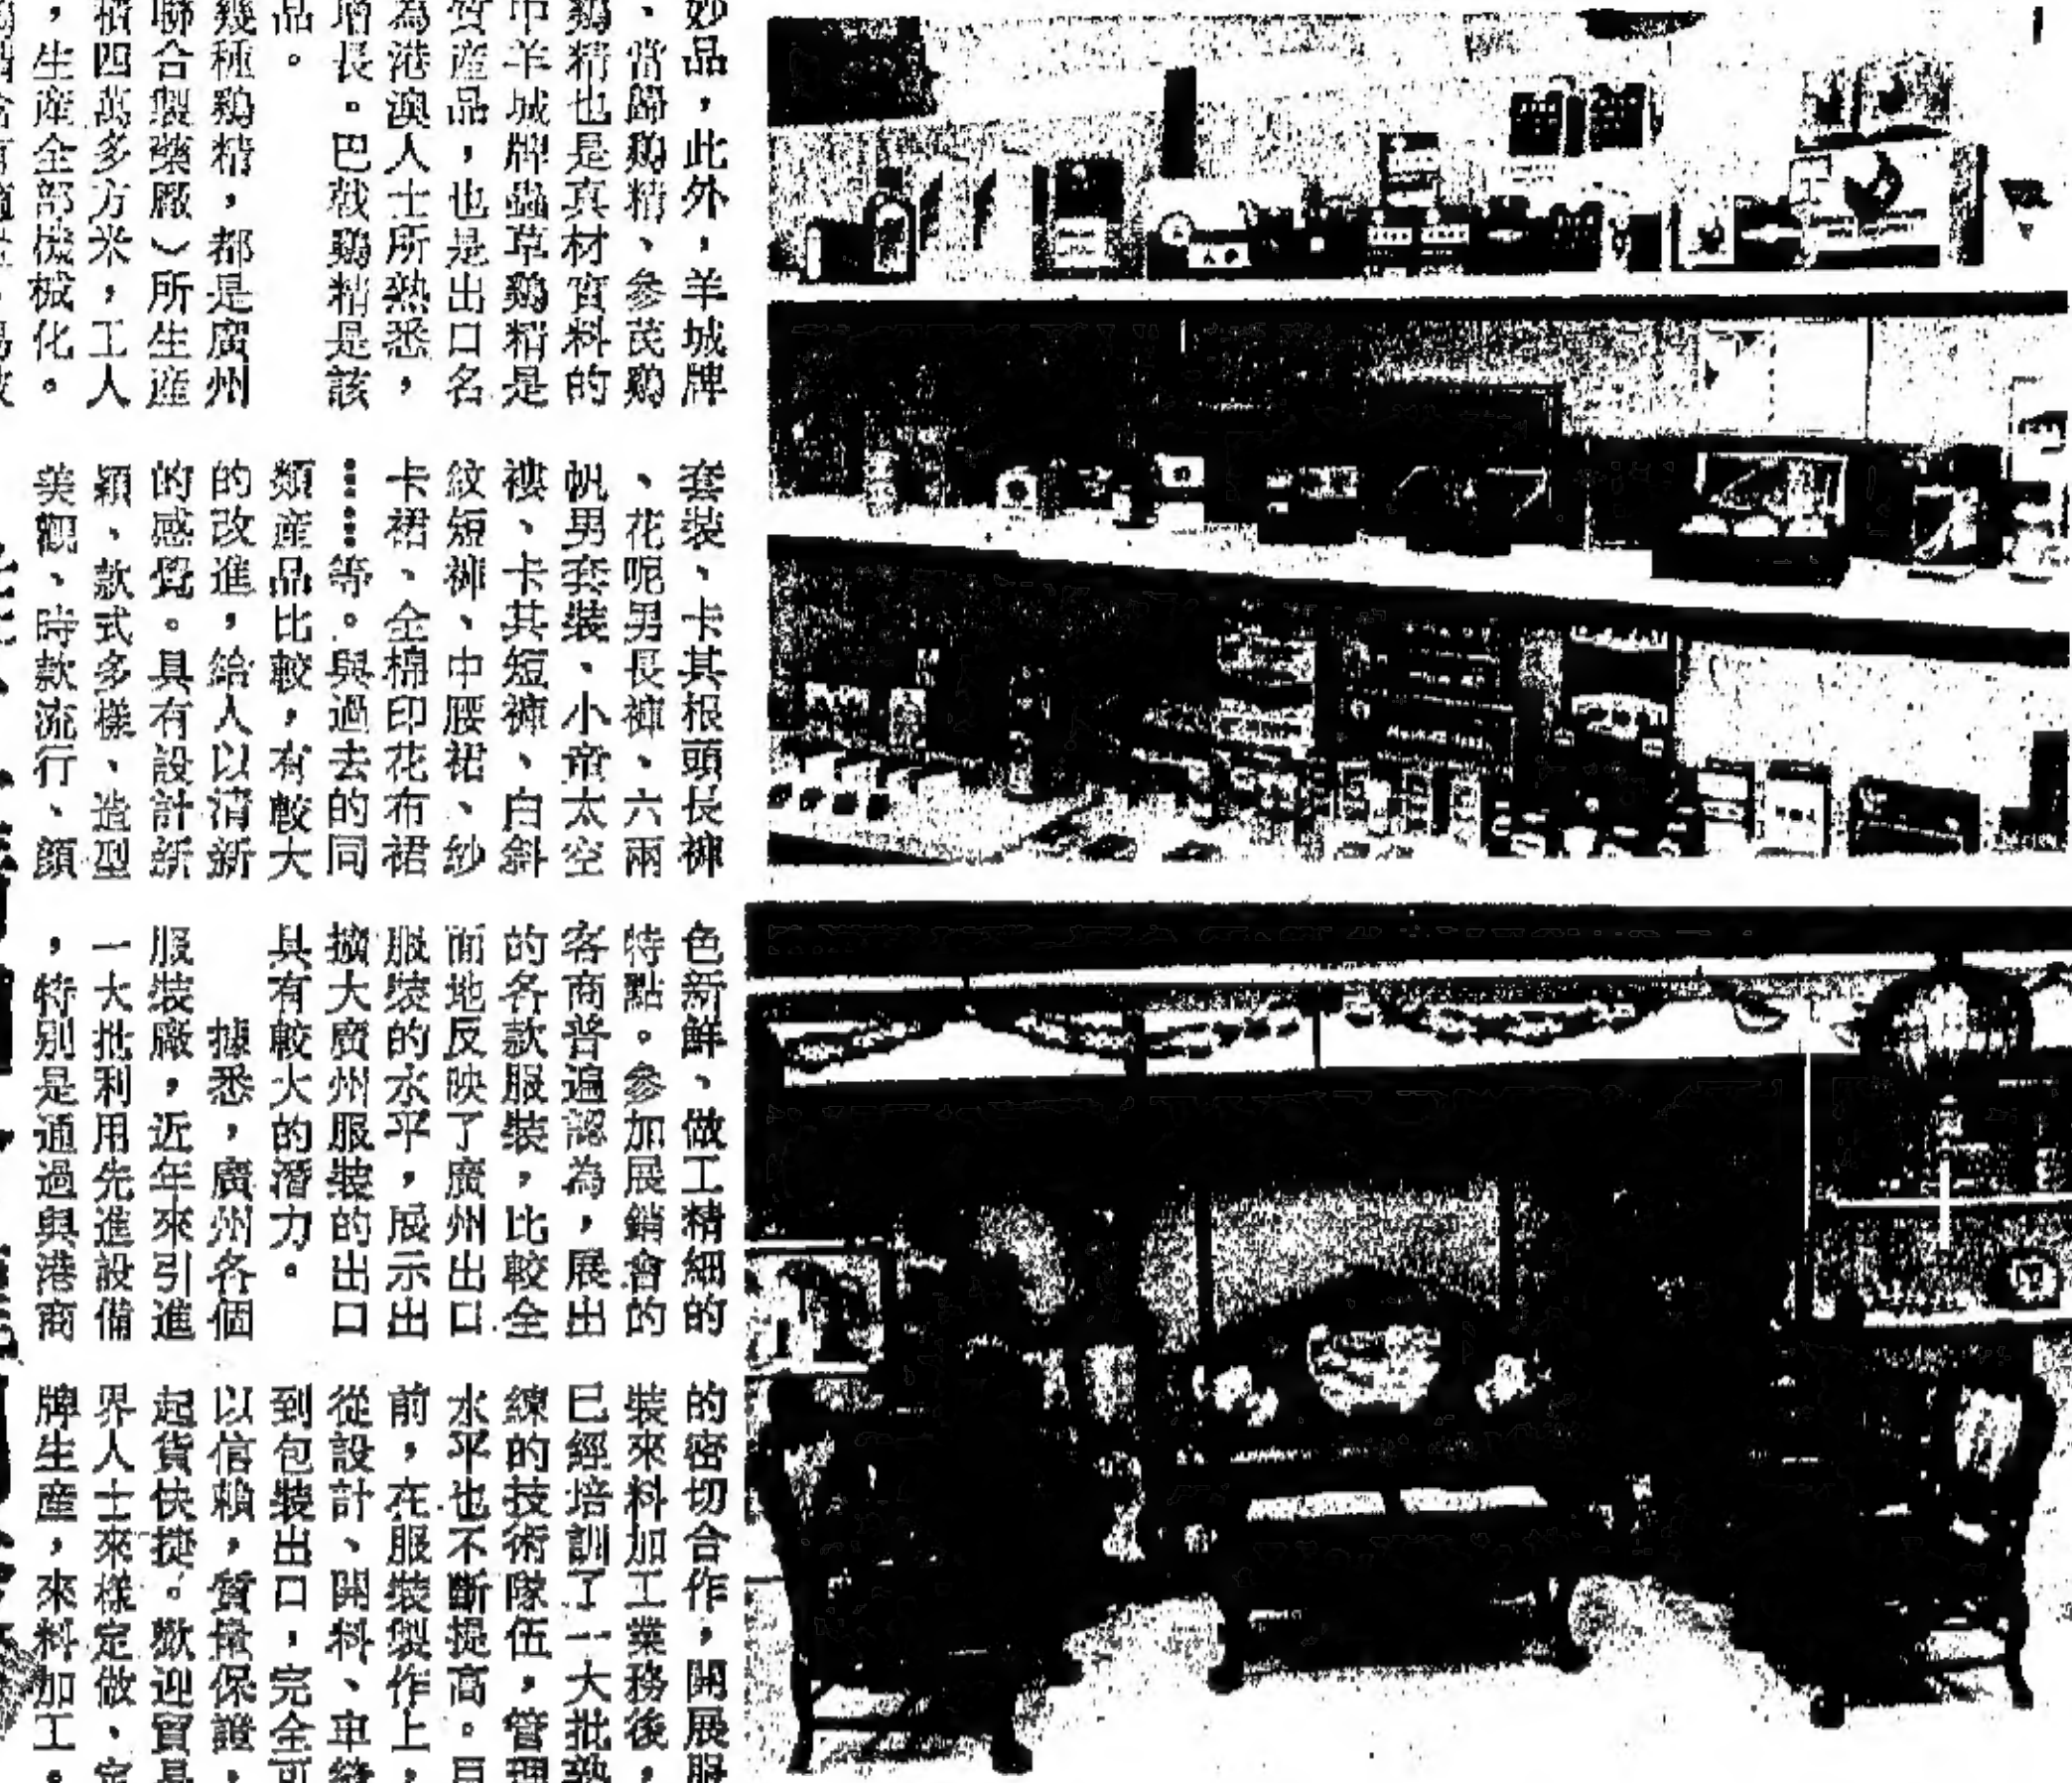 妙品，此外，羊城牌
、當歸鷄精、參茂鷄
鷄精也是真材實料的
中羊城牌蟲草鷄精是
質産品，也是出口名
為港澳人士所熟悉，
增長。巴戟鷄精是該
品。
幾種鷄精，都是廣州
聯合製藥厰）所生産
積四萬多方米，工人
，生産全部機械化。
套裝、卡其根頭長褲
、花呢男長褲、六兩
帆男套裝、小童太空
褸、卡其短褲、白斜
紋短褲、中腰裙、紗
卡裙、全棉印花布裙
……等。與過去的同
類産品比較，有較大
的改進，給人以清新
的感覺。具有設計新
穎、款式多樣、造型
美觀、時款流行、顔
色新鮮、做工精細的
特點。參加展銷會的
客商普遍認為，展出
的各款服裝，比較全
面地反映了廣州出口
服裝的水平，展示出
擴大廣州服裝的出口
具有較大的潛力。
據悉，廣州各個
服裝廠，近年來引進
一大批利用先進設備
，特別是通過與港商
的密切合作，開展服
裝來料加工業務後，
已經培訓了一大批熟
練的技術隊伍，管理
水平也不斷提高。目
前，在服裝製作上，
從設計、開料、車縫
到包裝出口，完全可
以信賴，質量保證，
起貨快捷。歡迎貿易
界人士來樣定做、定
牌生産，來料加工。